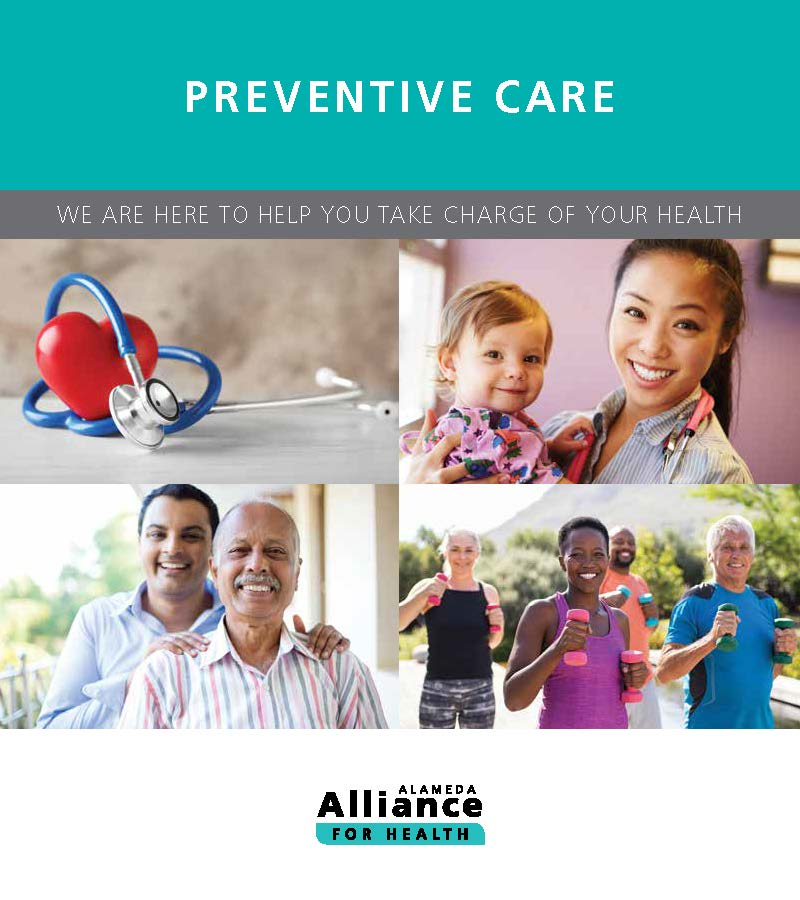 PREVENTIVE CARE
WE ARE HERE TO HELP YOU TAKE CHARGE OF YOUR HEALTH
ALAMEDA
Alliance
FOR HEALTH